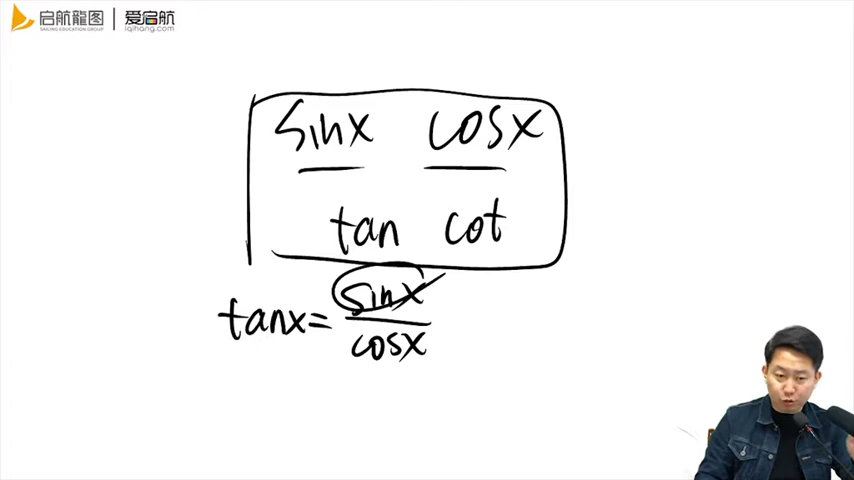 启航龍图 爱启航
SAILING EDUCATION GROUP iqihang.com
sinx cosx
tan cot
tanx = sinx / cosx